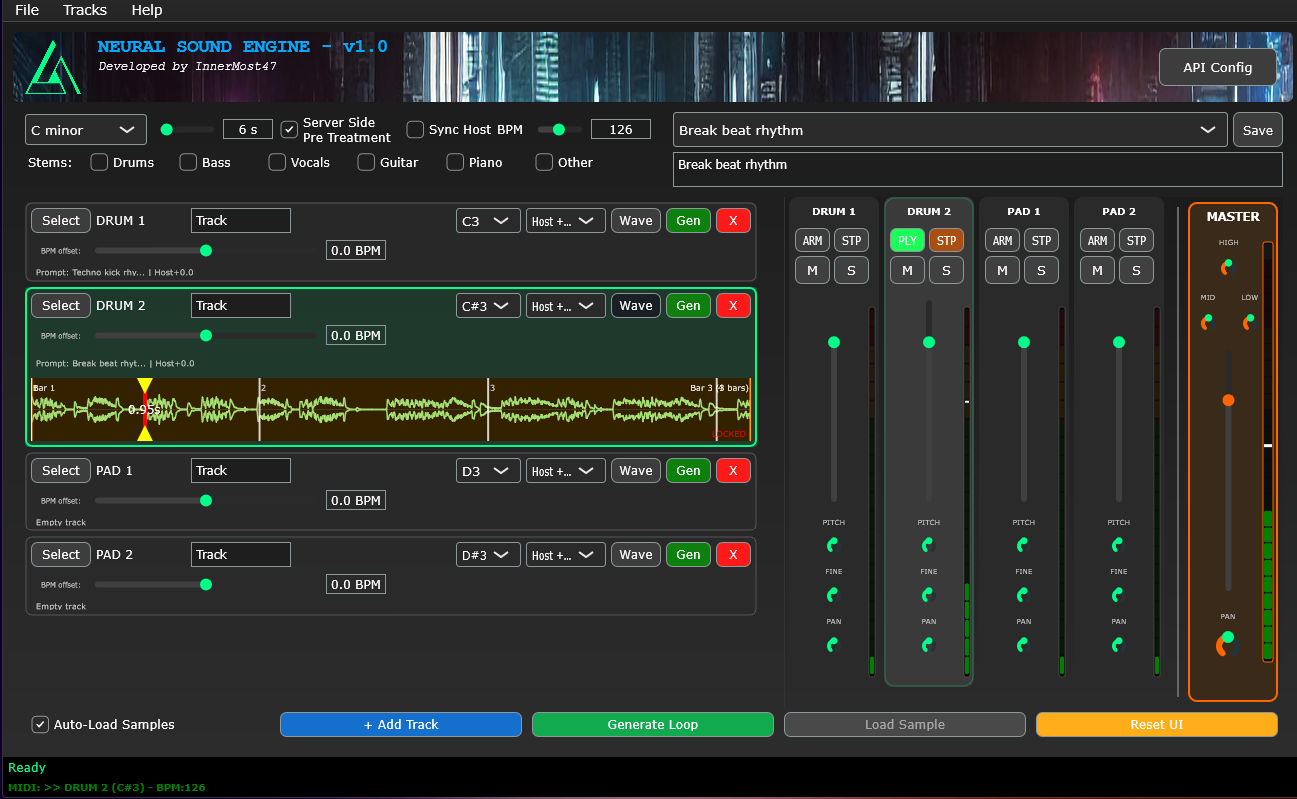 File Tracks Help
NEURAL SOUND ENGINE - v1.0
Developed by InnerMost47
API Config
C minor 6 s Server Side Pre Treatment Sync Host BPM 126
Break beat rhythm Save
Stems: Drums Bass Vocals Guitar Piano Other
Break beat rhythm
Select DRUM 1 Track C3 Host +... Wave Gen X
BPM offset: 0.0 BPM
Prompt: Techno kick rhy... | Host+0.0
Select DRUM 2 Track C#3 Host +... Wave Gen X
BPM offset: 0.0 BPM
Prompt: Break beat rhyt... | Host+0.0
Bar 1 2 3 Bar 3 bars)
0.95s
LOCKED
Select PAD 1 Track D3 Host +... Wave Gen X
BPM offset: 0.0 BPM
Empty track
Select PAD 2 Track D#3 Host +... Wave Gen X
BPM offset: 0.0 BPM
Empty track
DRUM 1 DRUM 2 PAD 1 PAD 2
ARM STP PLY STP ARM STP ARM STP
M S M S M S M S
PITCH PITCH PITCH PITCH
FINE FINE FINE FINE
PAN PAN PAN PAN
MASTER
HIGH
MID LOW
PAN
Auto-Load Samples + Add Track Generate Loop Load Sample Reset UI
Ready
MIDI: >> DRUM 2 (C#3) - BPM:126